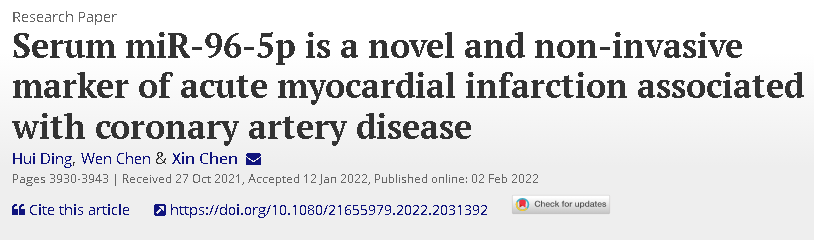 Research Paper
Serum miR-96-5p is a novel and non-invasive
marker of acute myocardial infarction associated
with coronary artery disease
Hui Ding, Wen Chen & Xin Chen
Pages 3930-3943 | Received 27 Oct 2021, Accepted 12 Jan 2022, Published online: 02 Feb 2022
Cite this article https://doi.org/10.1080/21655979.2022.2031392 Check for updates